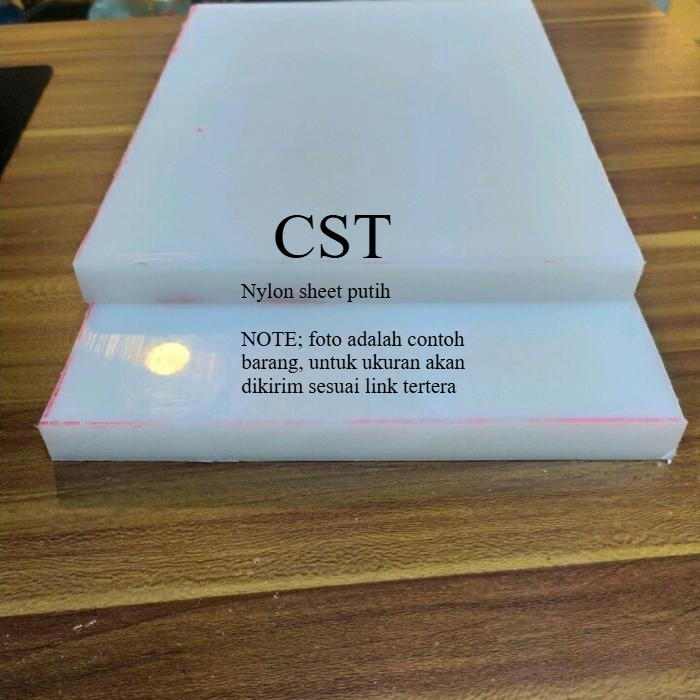 CST
Nylon sheet putih
NOTE; foto adalah contoh
barang, untuk ukuran akan
dikirim sesuai link tertera